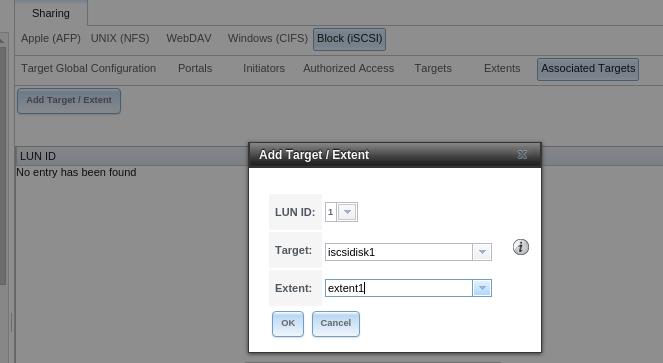 Sharing
Apple (AFP) UNIX (NFS) WebDAV Windows (CIFS) Block (iSCSI)
Target Global Configuration Portals Initiators Authorized Access Targets Extents Associated Targets
Add Target / Extent
LUN ID
No entry has been found
Add Target / Extent
LUN ID: 1
Target: iscsidisk1
Extent: extent1
OK Cancel